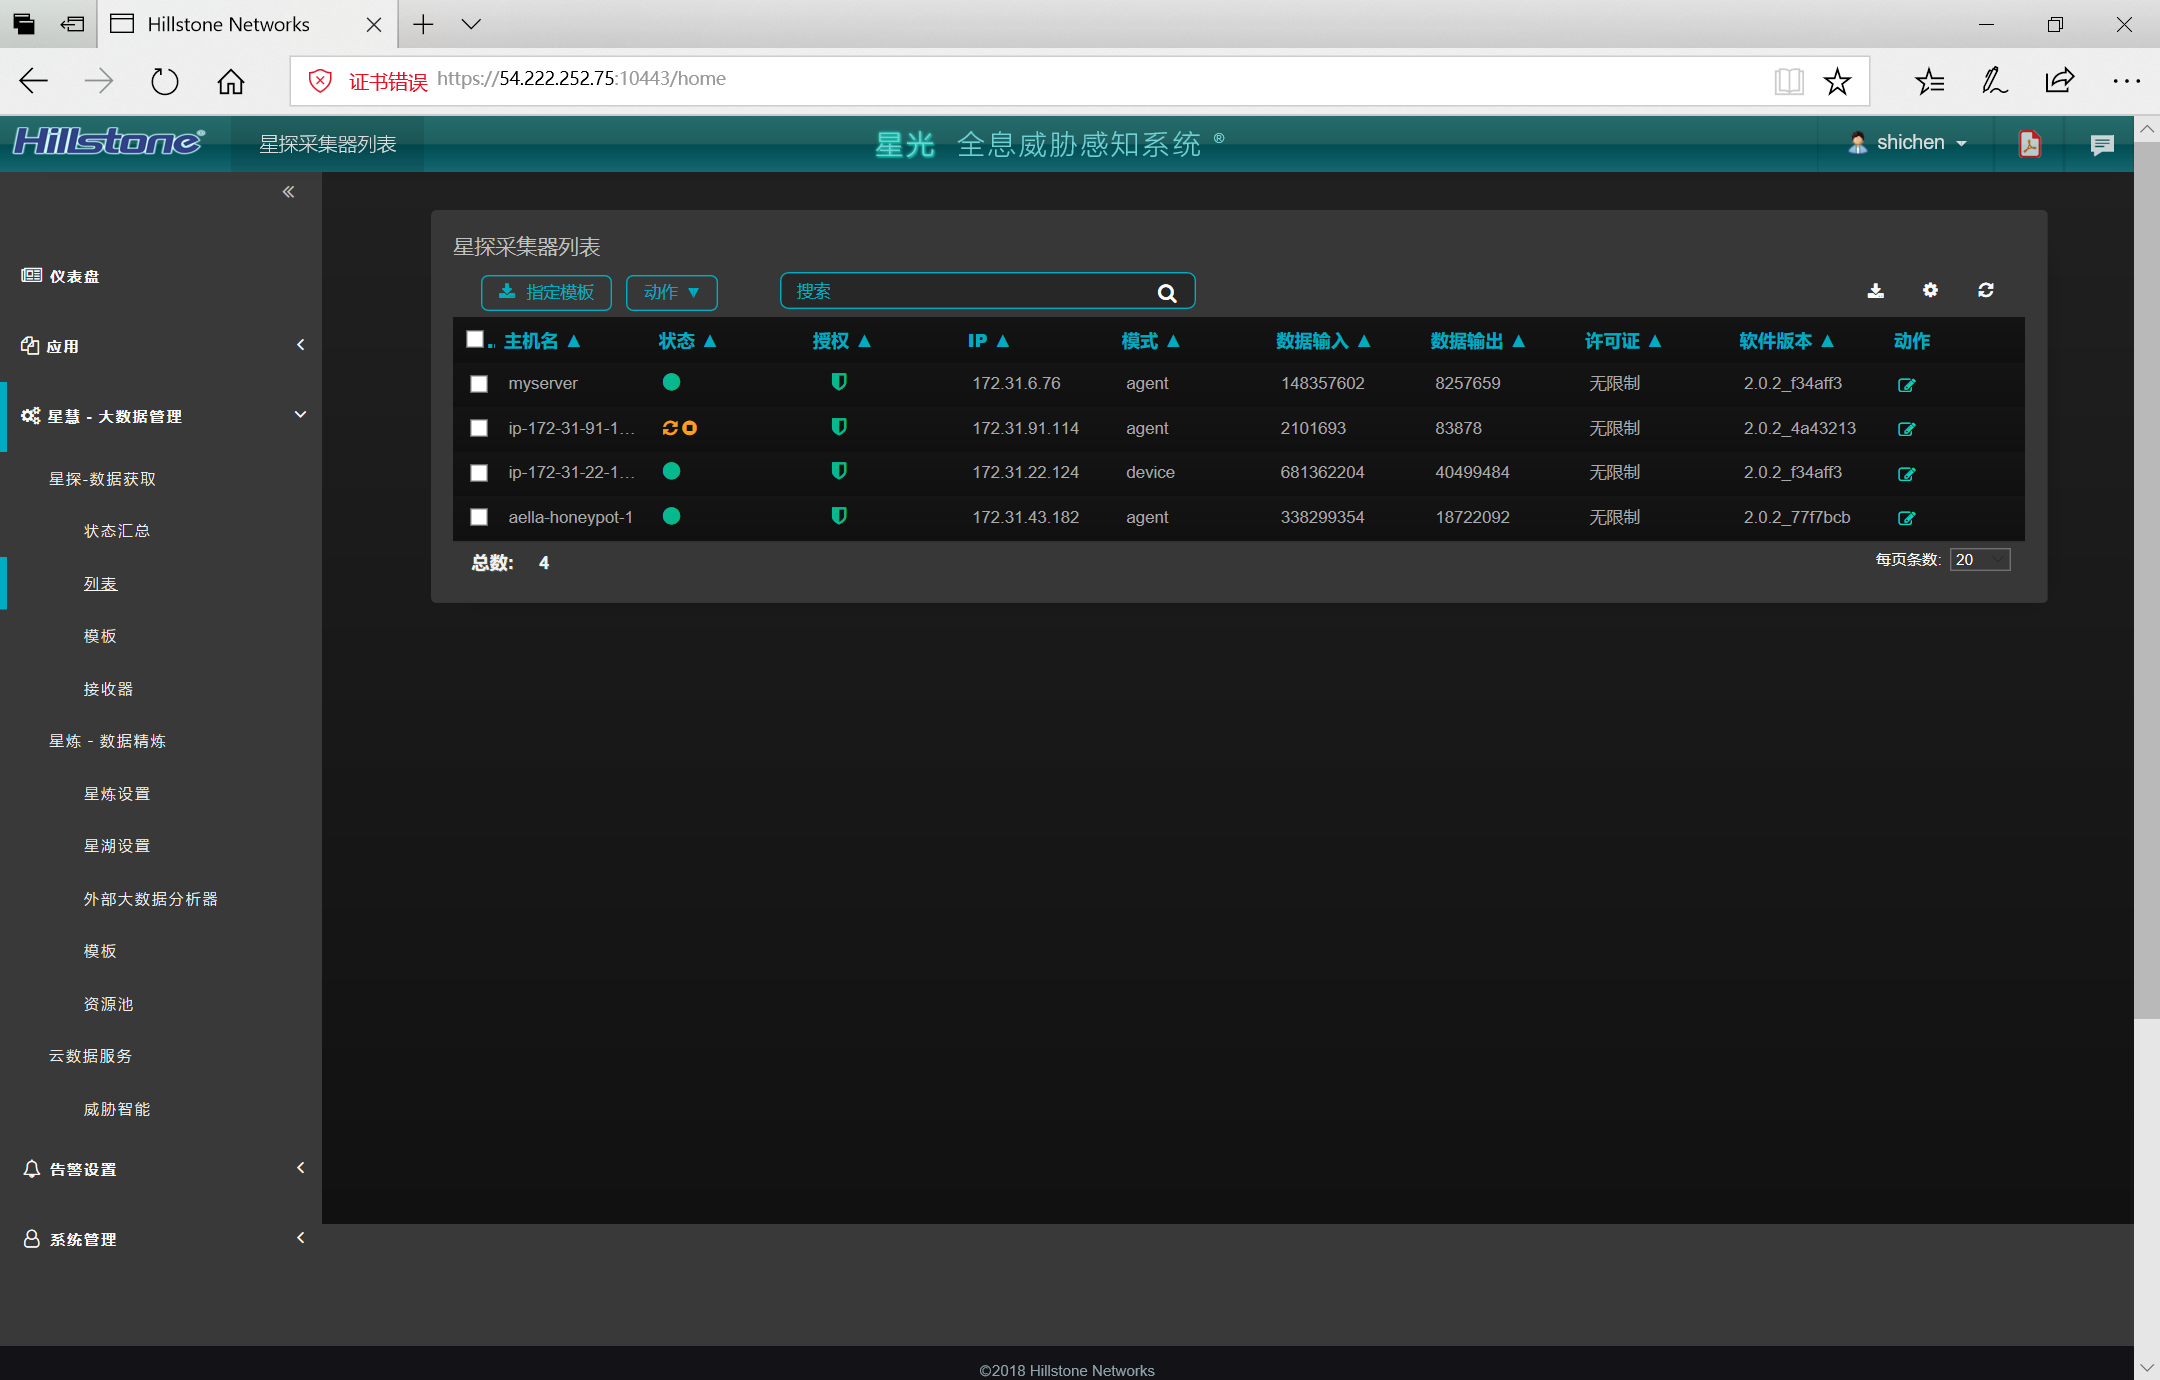 Hillstone Networks
证书错误 https://54.222.252.75:10443/home
Hillstone® 星探采集器列表 星光 全息威胁感知系统 ® shichen
仪表盘
应用
星慧 - 大数据管理
星探-数据获取
状态汇总
列表
模板
接收器
星炼 - 数据精炼
星炼设置
星湖设置
外部大数据分析器
模板
资源池
云数据服务
威胁智能
告警设置
系统管理
星探采集器列表
指定模板 动作 ▼ 搜索
.. 主机名 ▲ 状态 ▲ 授权 ▲ IP ▲ 模式 ▲ 数据输入 ▲ 数据输出 ▲ 许可证 ▲ 软件版本 ▲ 动作
myserver 172.31.6.76 agent 148357602 8257659 无限制 2.0.2_f34aff3
ip-172-31-91-1... 172.31.91.114 agent 2101693 83878 无限制 2.0.2_4a43213
ip-172-31-22-1... 172.31.22.124 device 681362204 40499484 无限制 2.0.2_f34aff3
aella-honeypot-1 172.31.43.182 agent 338299354 18722092 无限制 2.0.2_77f7bcb
总数: 4 每页条数: 20
©2018 Hillstone Networks